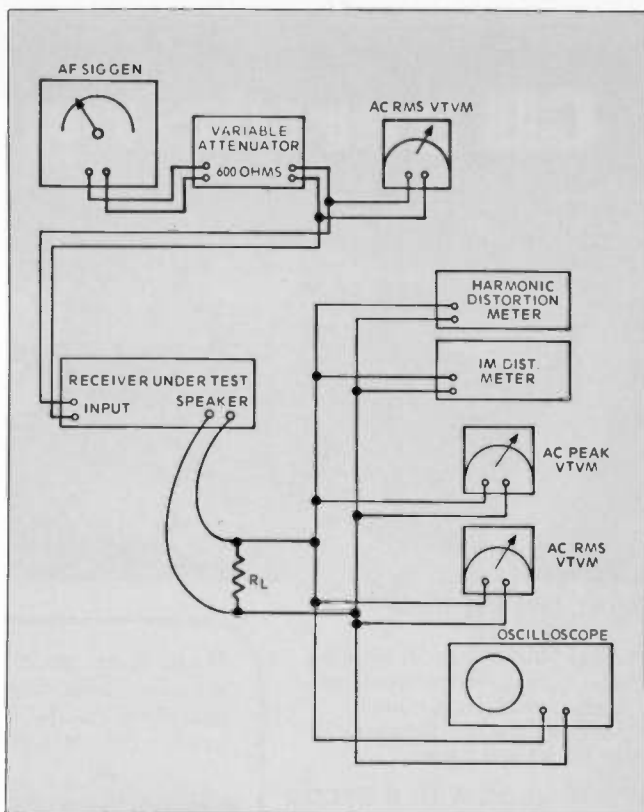 AF SIG GEN
VARIABLE
ATTENUATOR
600 OHMS
AC RMS VTVM
HARMONIC
DISTORTION
METER
IM DIST.
METER
RECEIVER UNDER TEST
INPUT
SPEAKER
AC PEAK
VTVM
AC RMS
VTVM
RL
OSCILLOSCOPE